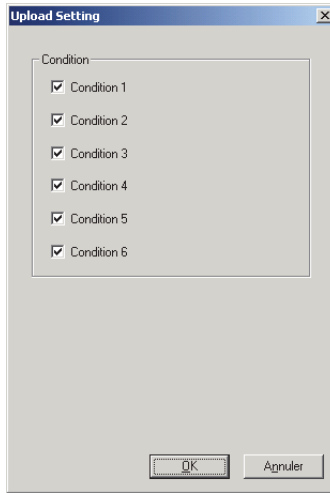 Upload Setting
Condition
Condition 1
Condition 2
Condition 3
Condition 4
Condition 5
Condition 6
OK Annuler